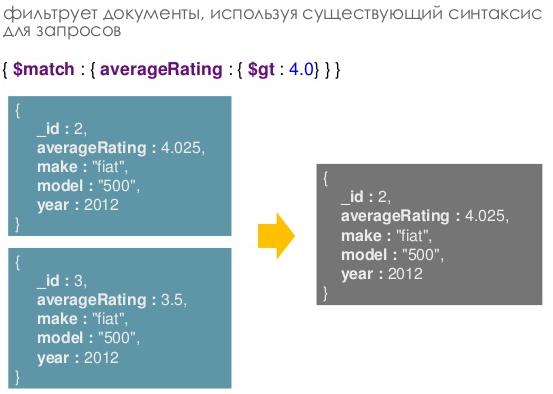 фильтрует документы, используя существующий синтаксис
для запросов
{ $match : { averageRating : { $gt : 4.0} } }
{
_id : 2,
averageRating : 4.025,
make : "fiat",
model : "500",
year : 2012
}
{
_id : 3,
averageRating : 3.5,
make : "fiat",
model : "500",
year : 2012
}
{
_id : 2,
averageRating : 4.025,
make : "fiat",
model : "500",
year : 2012
}